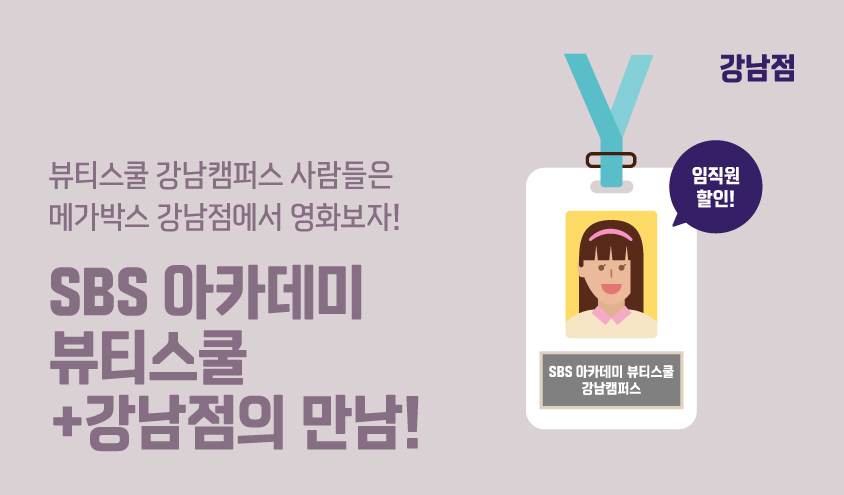 강남점
뷰티스쿨 강남캠퍼스 사람들은
메가박스 강남점에서 영화보자!
SBS 아카데미
뷰티스쿨
+강남점의 만남!
임직원
할인!
SBS 아카데미 뷰티스쿨
강남캠퍼스